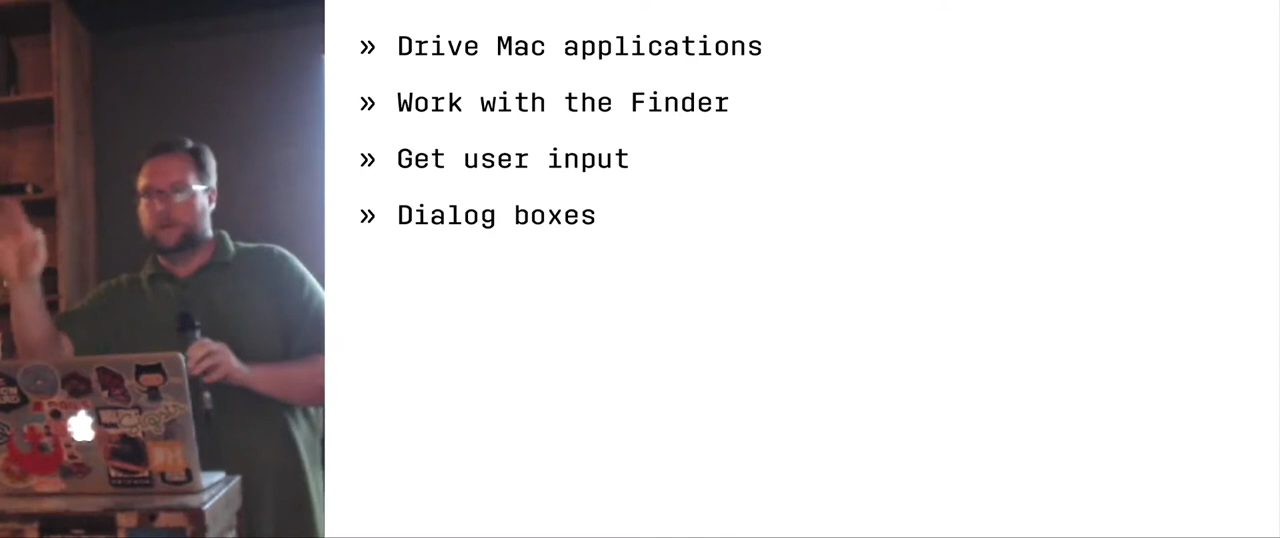 » Drive Mac applications
» Work with the Finder
» Get user input
» Dialog boxes